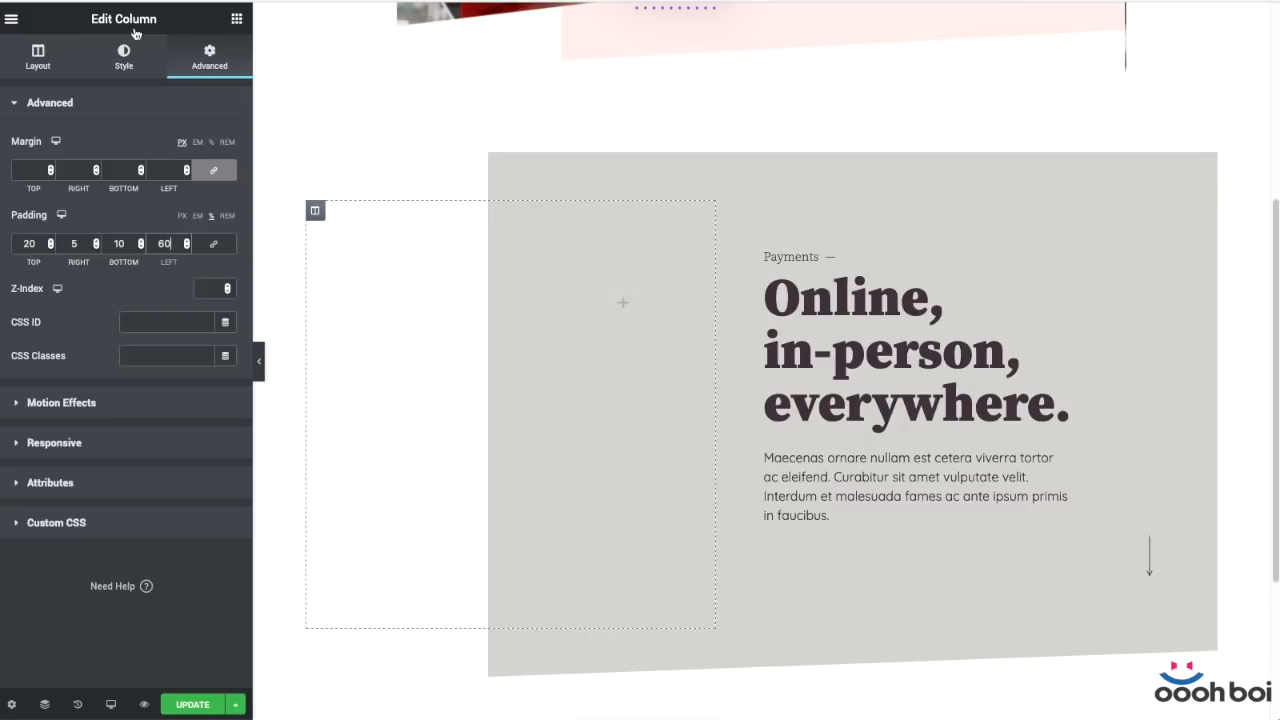 Edit Column
Layout
Style
Advanced
Advanced
Margin
PX EM % REM
TOP RIGHT BOTTOM LEFT
Padding
PX EM % REM
20 5 10 60
TOP RIGHT BOTTOM LEFT
Z-Index
CSS ID
CSS Classes
Motion Effects
Responsive
Attributes
Custom CSS
Need Help ?
UPDATE
Payments —
Online,
in-person,
everywhere.
Maecenas ornare nullam est cetera viverra tortor
ac eleifend. Curabitur sit amet vulputate velit.
Interdum et malesuada fames ac ante ipsum primis
in faucibus.
oooh boi